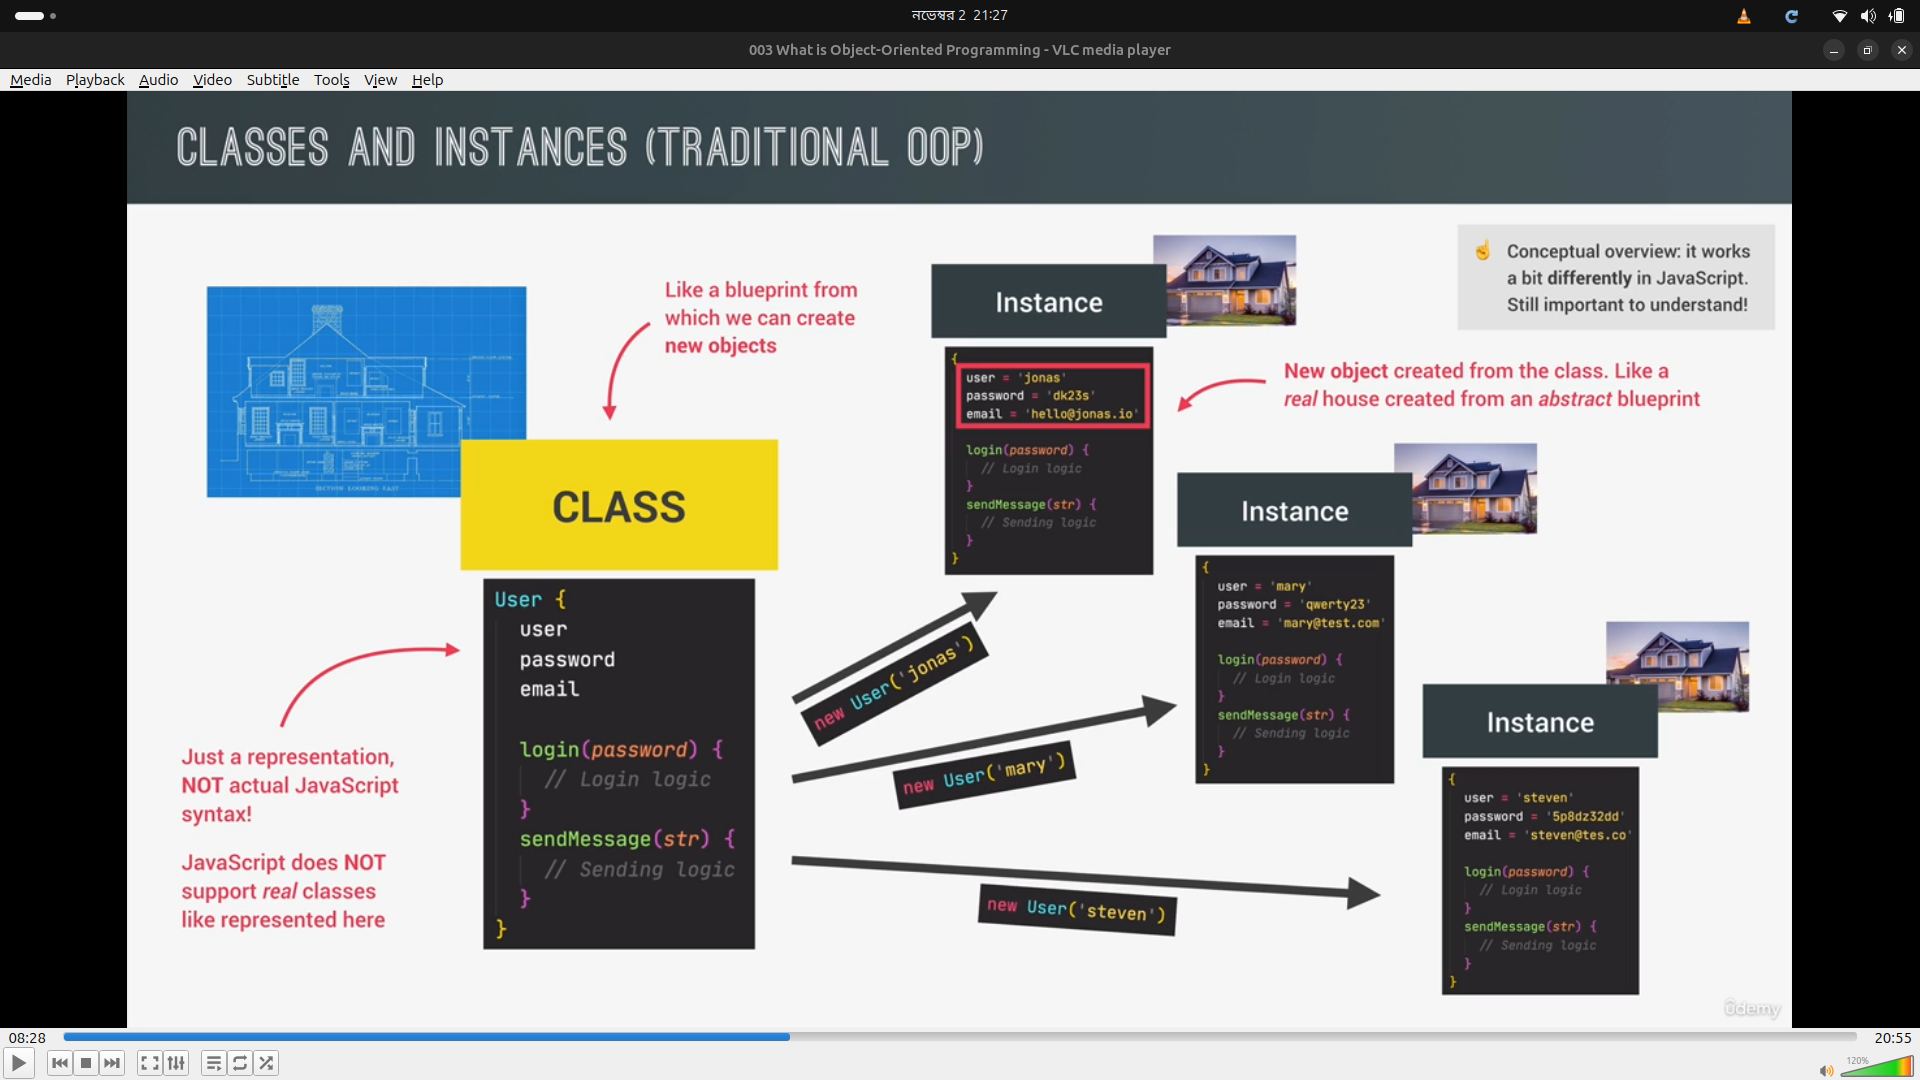 নভেম্বর 2 21:27
003 What is Object-Oriented Programming - VLC media player
Media Playback Audio Video Subtitle Tools View Help
CLASSES AND INSTANCES (TRADITIONAL OOP)
☝ Conceptual overview: it works
a bit differently in JavaScript.
Still important to understand!
Like a blueprint from
which we can create
new objects
Instance
{
user = 'jonas'
password = 'dk23s'
email = 'hello@jonas.io'
login(password) {
// Login logic
}
sendMessage(str) {
// Sending logic
}
}
New object created from the class. Like a
real house created from an abstract blueprint
SECTION LOOKING EAST
CLASS
User {
user
password
email
login(password) {
// Login logic
}
sendMessage(str) {
// Sending logic
}
}
Just a representation,
NOT actual JavaScript
syntax!
JavaScript does NOT
support real classes
like represented here
new User('jonas')
new User('mary')
new User('steven')
Instance
{
user = 'mary'
password = 'qwerty23'
email = 'mary@test.com'
login(password) {
// Login logic
}
sendMessage(str) {
// Sending logic
}
}
Instance
{
user = 'steven'
password = '5p8dz32dd'
email = 'steven@tes.co'
login(password) {
// Login logic
}
sendMessage(str) {
// Sending logic
}
}
ûdemy
08:28
20:55
120%